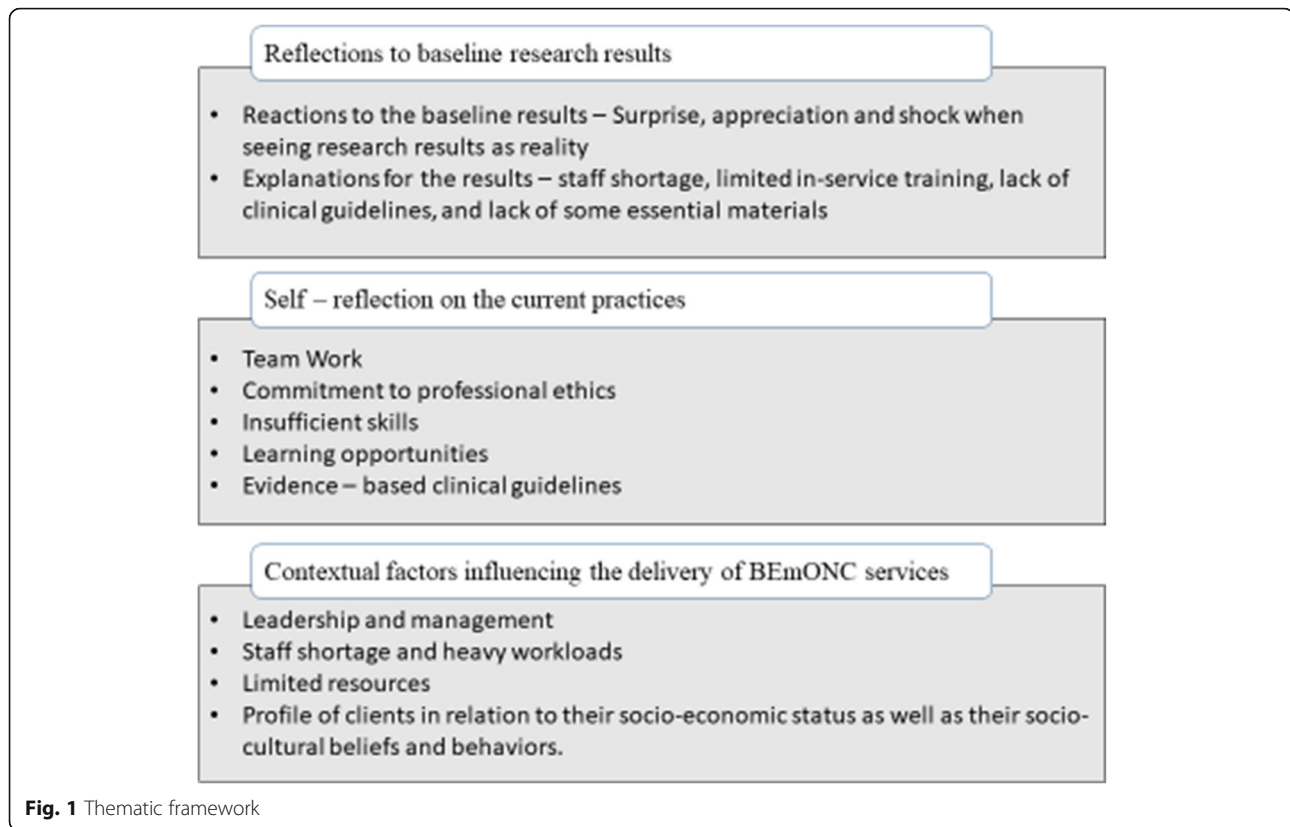 Reflections to baseline research results
• Reactions to the baseline results – Surprise, appreciation and shock when
seeing research results as reality
• Explanations for the results – staff shortage, limited in-service training, lack of
clinical guidelines, and lack of some essential materials
Self – reflection on the current practices
• Team Work
• Commitment to professional ethics
• Insufficient skills
• Learning opportunities
• Evidence – based clinical guidelines
Contextual factors influencing the delivery of BEmONC services
• Leadership and management
• Staff shortage and heavy workloads
• Limited resources
• Profile of clients in relation to their socio-economic status as well as their socio-
cultural beliefs and behaviors.
Fig. 1 Thematic framework